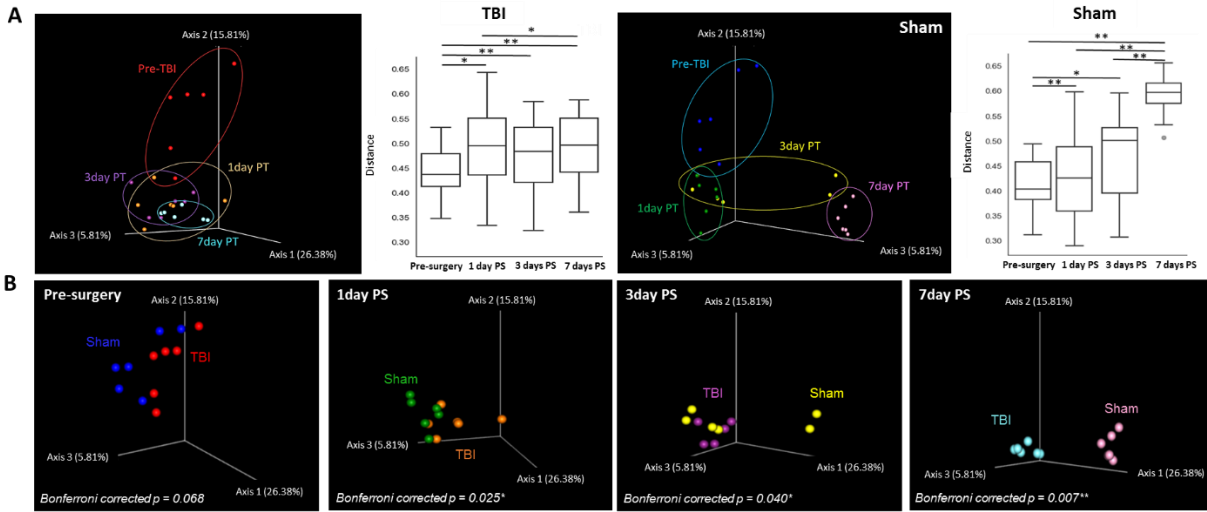 A
TBI
Axis 2 (15.81%)
Pre-TBI
1day PT
3day PT
7day PT
Axis 3 (5.81%)
Axis 1 (26.38%)
*
**
**
*
Distance
0.65
0.60
0.55
0.50
0.45
0.40
0.35
0.30
Pre-surgery 1 day PS 3 days PS 7 days PS
Sham
Axis 2 (15.81%)
Pre-TBI
3day PT
7day PT
1day PT
Axis 3 (5.81%)
Axis 3 (5.81%)
Sham
**
**
**
*
**
Distance
0.65
0.60
0.55
0.50
0.45
0.40
0.35
0.30
Pre-surgery 1 day PS 3 days PS 7 days PS
B
Pre-surgery
Axis 2 (15.81%)
Sham
TBI
Axis 3 (5.81%)
Axis 1 (26.38%)
Bonferroni corrected p = 0.068
1day PS
Axis 2 (15.81%)
Sham
TBI
Axis 3 (5.81%)
Axis 1 (26.38%)
Bonferroni corrected p = 0.025*
3day PS
Axis 2 (15.81%)
TBI
Sham
Axis 3 (5.81%)
Axis 1 (26.38%)
Bonferroni corrected p = 0.040*
7day PS
Axis 2 (15.81%)
TBI
Sham
Axis 3 (5.81%)
Axis 1 (26.38%)
Bonferroni corrected p = 0.007**